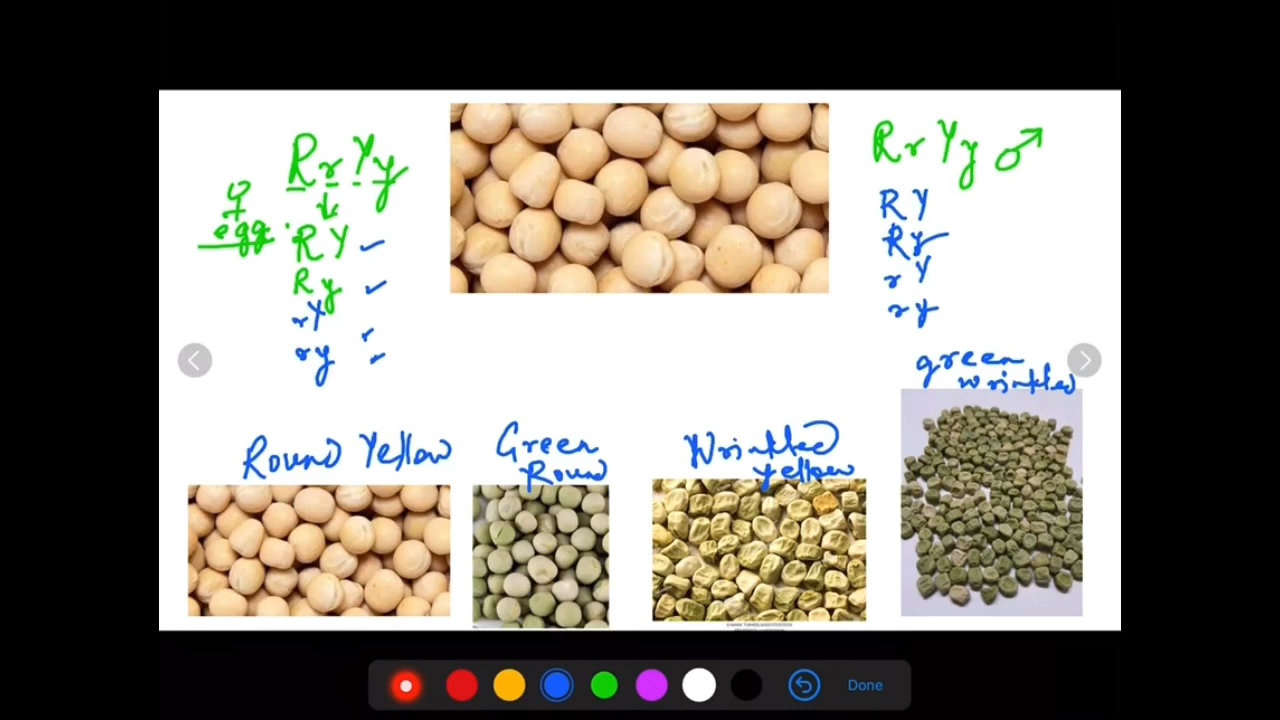 RrYy
♀
egg
RY ✓
Ry ✓
rY ✓
ry ✓
RrYy ♂
RY
Ry
rY
ry
Round Yellow
Green
Round
Wrinkled
yellow
green
wrinkled
Done